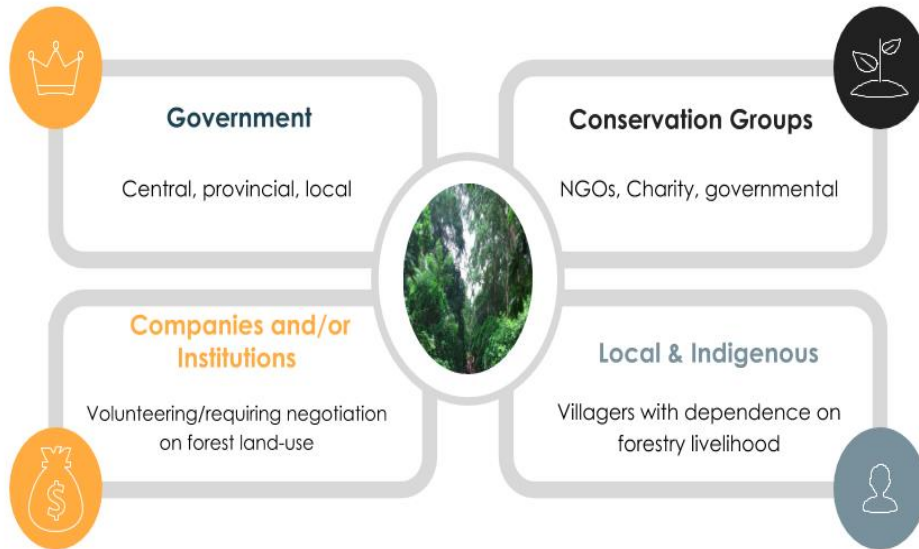 Government
Central, provincial, local
Conservation Groups
NGOs, Charity, governmental
Companies and/or
Institutions
Volunteering/requiring negotiation
on forest land-use
Local & Indigenous
Villagers with dependence on
forestry livelihood
$